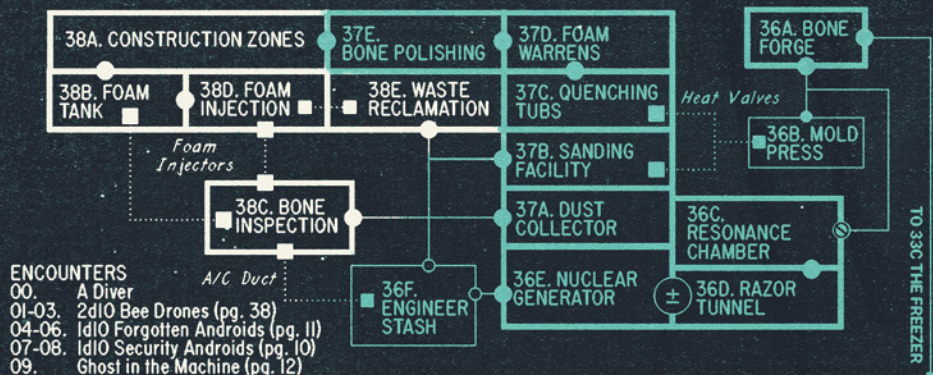 38A. CONSTRUCTION ZONES
37E.
BONE POLISHING
37D. FOAM
WARRENS
36A. BONE
FORGE
38B. FOAM
TANK
38D. FOAM
INJECTION
38E. WASTE
RECLAMATION
37C. QUENCHING
TUBS
Heat Valves
36B. MOLD
PRESS
Foam
Injectors
37B. SANDING
FACILITY
38C. BONE
INSPECTION
37A. DUST
COLLECTOR
36C.
RESONANCE
CHAMBER
TO 33C THE FREEZER
A/C Duct
36F.
ENGINEER
STASH
36E. NUCLEAR
GENERATOR
±
36D. RAZOR
TUNNEL
ENCOUNTERS
00. A Diver
01-03. 2d10 Bee Drones (pg. 38)
04-06. 1d10 Forgotten Androids (pg. 11)
07-08. 1d10 Security Androids (pg. 10)
09. Ghost in the Machine (pg. 12)